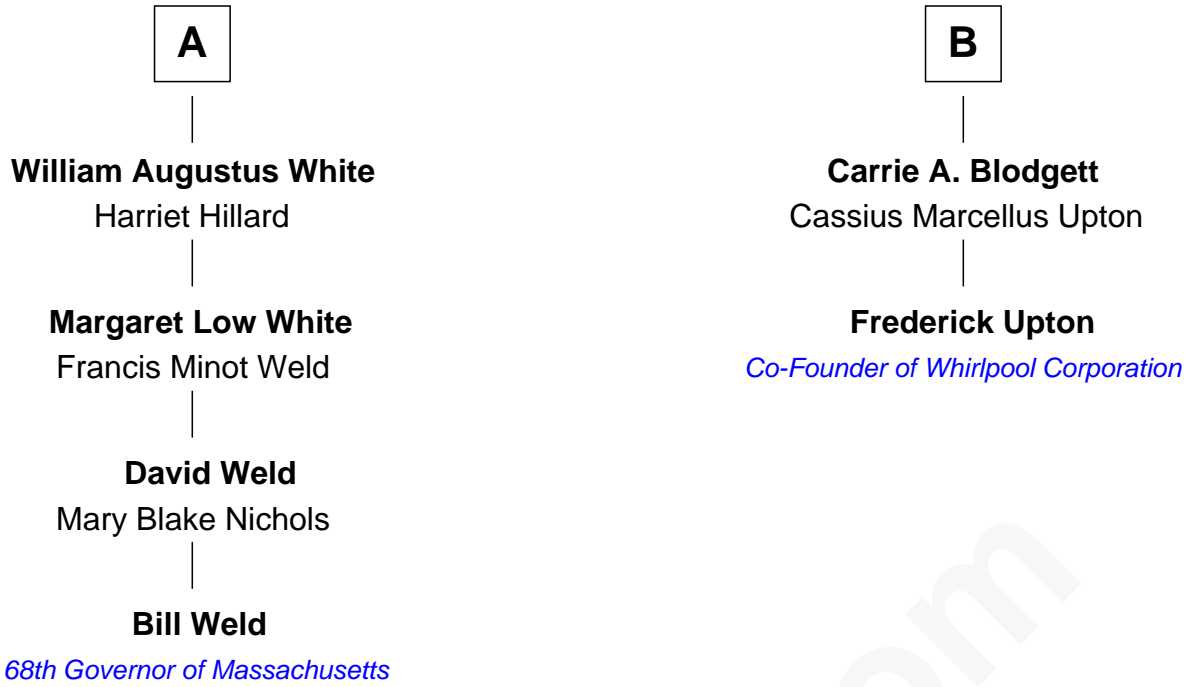 A
William Augustus White
Harriet Hillard
Margaret Low White
Francis Minot Weld
David Weld
Mary Blake Nichols
Bill Weld
68th Governor of Massachusetts
B
Carrie A. Blodgett
Cassius Marcellus Upton
Frederick Upton
Co-Founder of Whirlpool Corporation
om